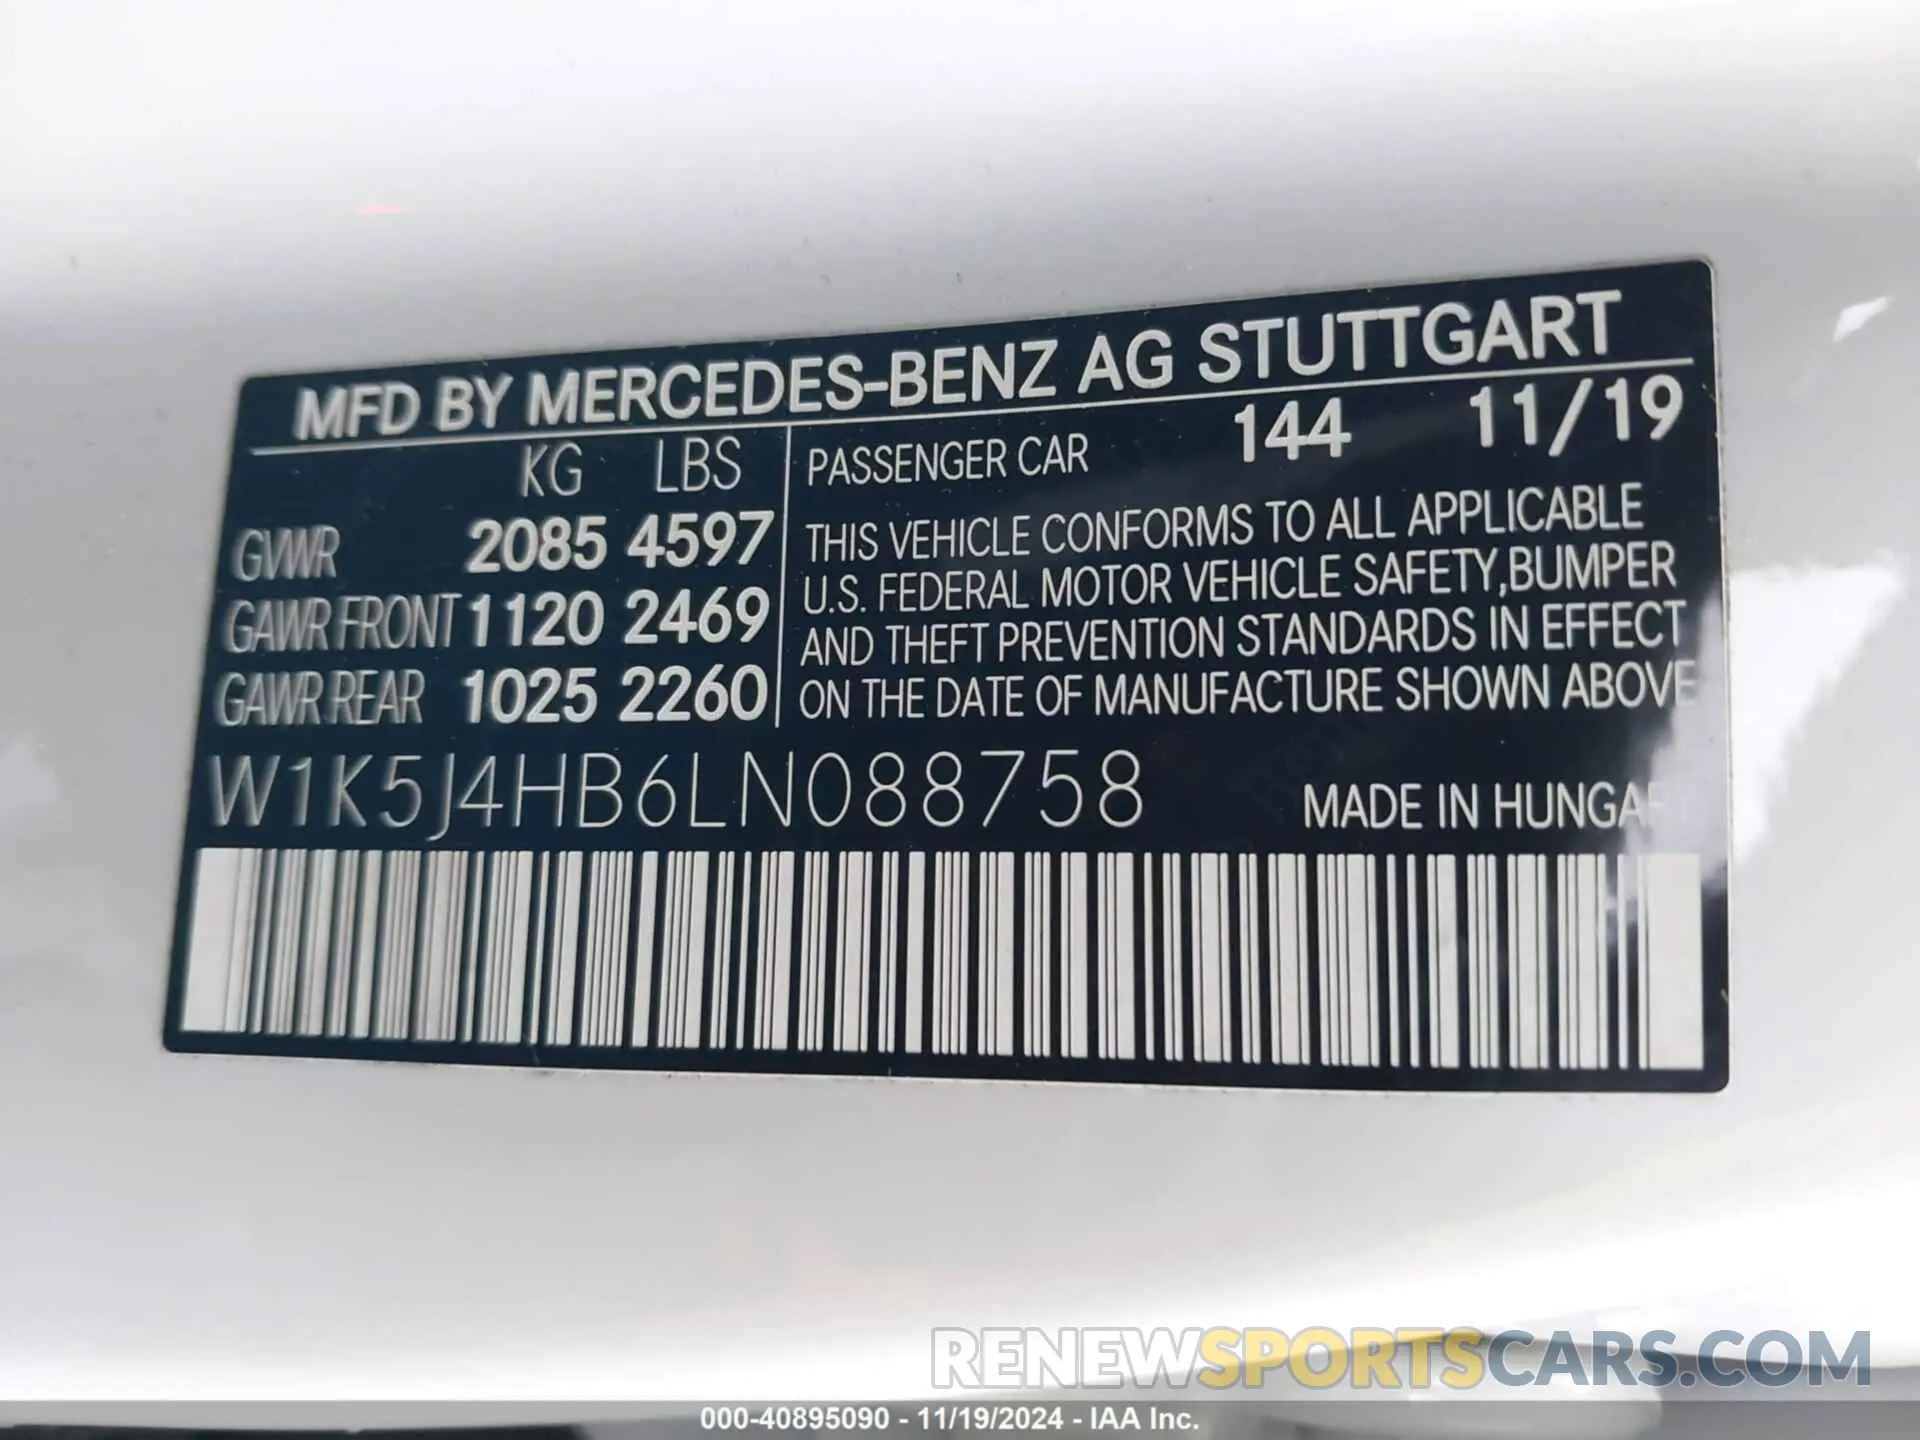 MFD BY MERCEDES-BENZ AG STUTTGART
KG LBS
GVWR 2085 4597
GAWR FRONT 1120 2469
GAWR REAR 1025 2260
PASSENGER CAR 144 11/19
THIS VEHICLE CONFORMS TO ALL APPLICABLE
U.S. FEDERAL MOTOR VEHICLE SAFETY,BUMPER
AND THEFT PREVENTION STANDARDS IN EFFECT
ON THE DATE OF MANUFACTURE SHOWN ABOVE
W1K5J4HB6LN088758
MADE IN HUNGARY
RENEWSPORTSCARS.COM
000-40895090 - 11/19/2024 - IAA Inc.